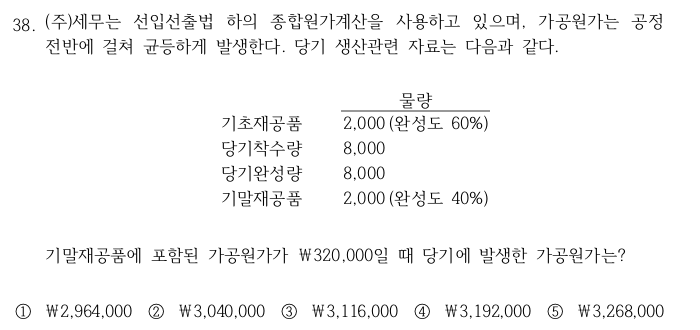 38. (주)세무는 선입선출법 하의 종합원가계산을 사용하고 있으며, 가공원가는 공정
전반에 걸쳐 균등하게 발생한다. 당기 생산관련 자료는 다음과 같다.
물량
기초재공품 2,000 (완성도 60%)
당기착수량 8,000
당기완성량 8,000
기말재공품 2,000 (완성도 40%)
기말재공품에 포함된 가공원가가 ₩320,000일 때 당기에 발생한 가공원가는?
① ₩2,964,000 ② ₩3,040,000 ③ ₩3,116,000 ④ ₩3,192,000 ⑤ ₩3,268,000